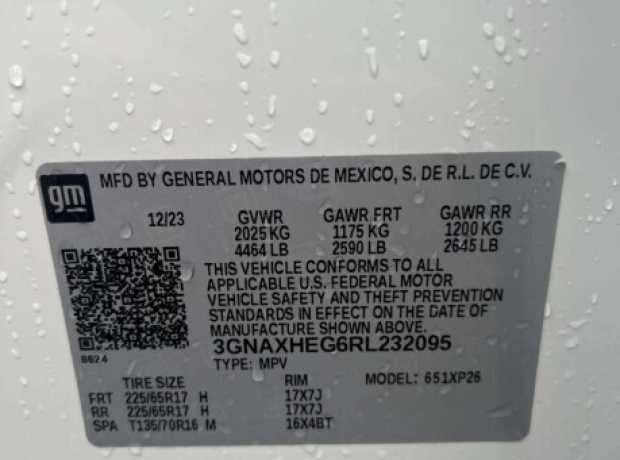 gm
MFD BY GENERAL MOTORS DE MEXICO, S. DE R.L. DE C.V.
12/23 GVWR GAWR FRT GAWR RR
2025 KG 1175 KG 1200 KG
4464 LB 2590 LB 2645 LB
THIS VEHICLE CONFORMS TO ALL
APPLICABLE U.S. FEDERAL MOTOR
VEHICLE SAFETY AND THEFT PREVENTION
STANDARDS IN EFFECT ON THE DATE
OF MANUFACTURE SHOWN ABOVE.
3GNAXHEG6RL232095
8624
TYPE: MPV MODEL: 651XP26
TIRE SIZE RIM
FRT 225/65R17 H 17X7J
RR 225/65R17 H 17X7J
SPA T135/70R16 M 16X4BT